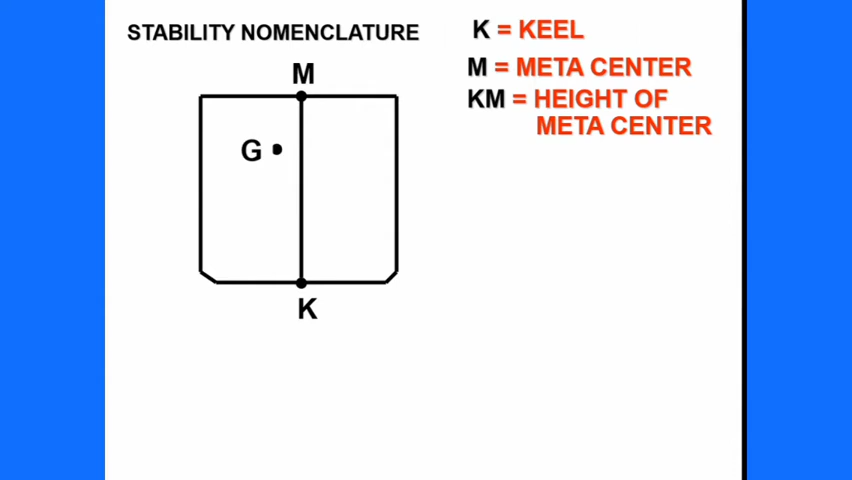 STABILITY NOMENCLATURE
M
G
K
K = KEEL
M = META CENTER
KM = HEIGHT OF
META CENTER